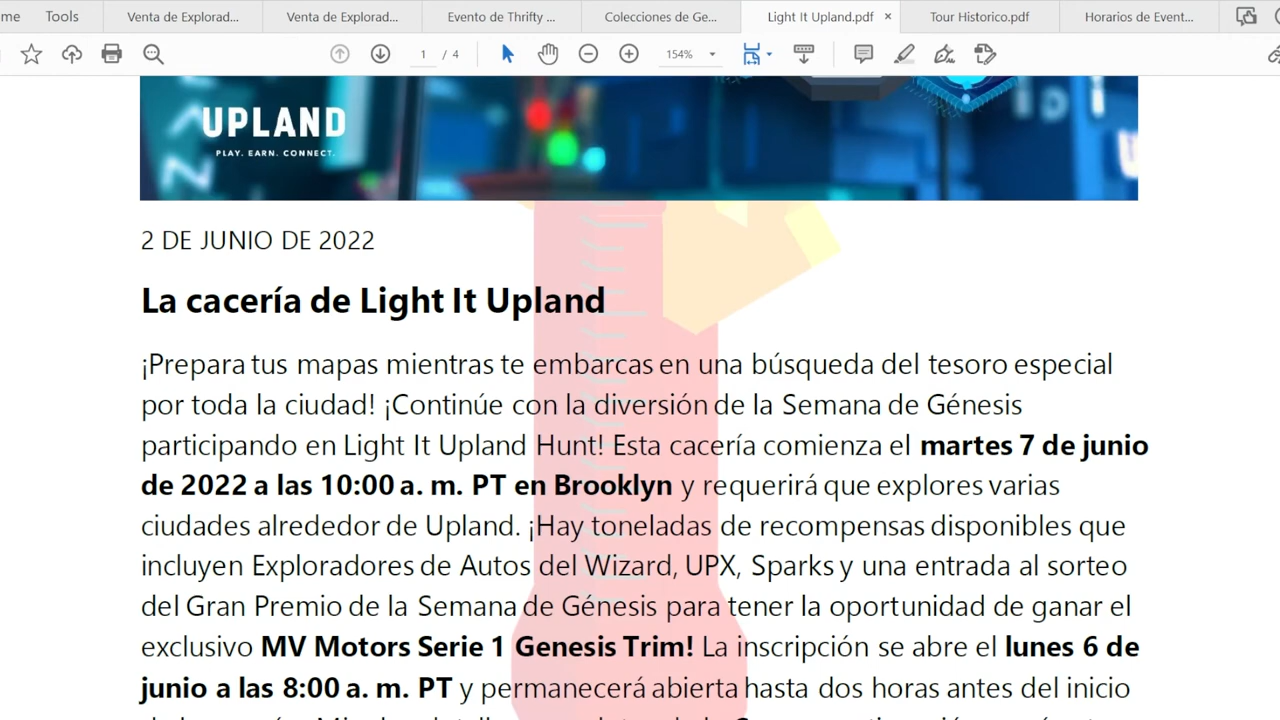 me
Tools
Venta de Explorad...
Venta de Explorad...
Evento de Thrifty ...
Colecciones de Ge...
Light It Upland.pdf ×
Tour Historico.pdf
Horarios de Event...
1 / 4
154%
UPLAND
PLAY. EARN. CONNECT.
2 DE JUNIO DE 2022
La cacería de Light It Upland
¡Prepara tus mapas mientras te embarcas en una búsqueda del tesoro especial
por toda la ciudad! ¡Continúe con la diversión de la Semana de Génesis
participando en Light It Upland Hunt! Esta cacería comienza el martes 7 de junio
de 2022 a las 10:00 a. m. PT en Brooklyn y requerirá que explores varias
ciudades alrededor de Upland. ¡Hay toneladas de recompensas disponibles que
incluyen Exploradores de Autos del Wizard, UPX, Sparks y una entrada al sorteo
del Gran Premio de la Semana de Génesis para tener la oportunidad de ganar el
exclusivo MV Motors Serie 1 Genesis Trim! La inscripción se abre el lunes 6 de
junio a las 8:00 a. m. PT y permanecerá abierta hasta dos horas antes del inicio